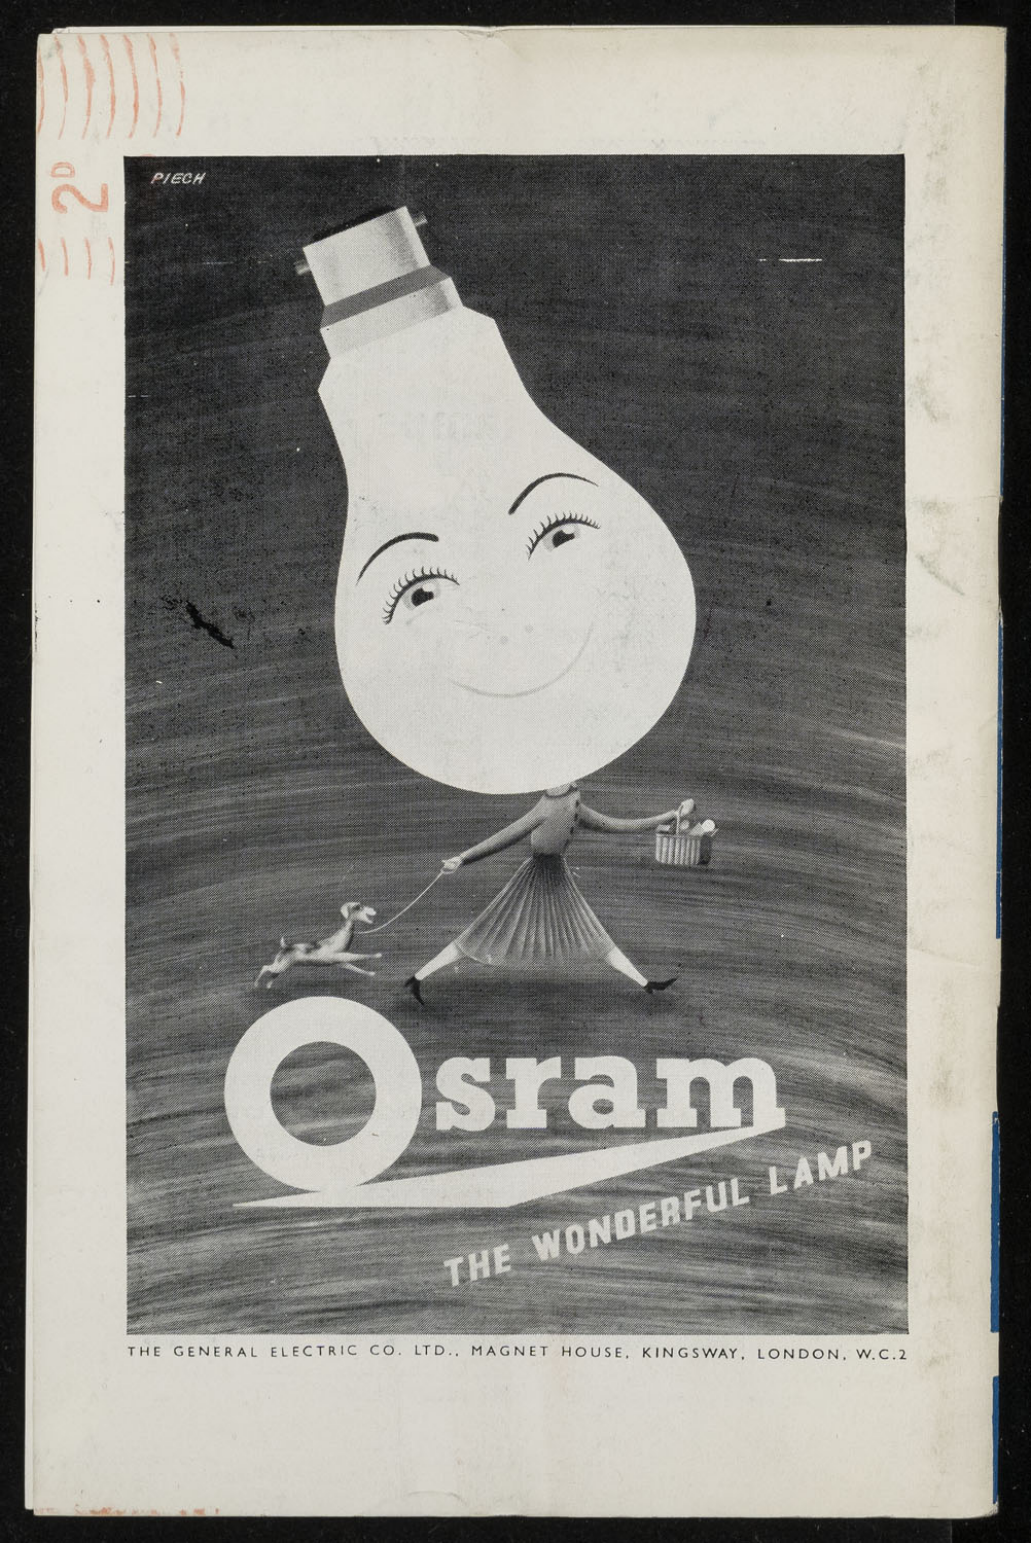 2D
PIECH
Osram
THE WONDERFUL LAMP
THE GENERAL ELECTRIC CO. LTD., MAGNET HOUSE, KINGSWAY, LONDON, W.C.2